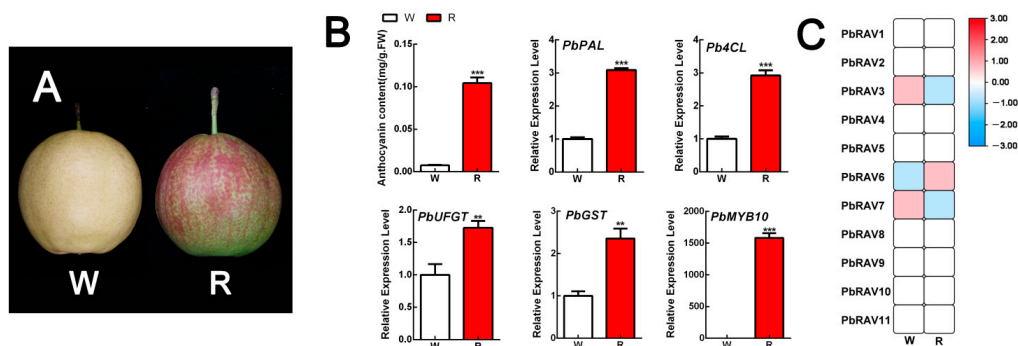 A
W
R
B
W
R
Anthocyanin content(mg/g.FW)
0.15
0.10
0.05
0.00
***
W
R
PbPAL
Relative Expression Level
4
3
2
1
0
***
W
R
Pb4CL
Relative Expression Level
4
3
2
1
0
***
W
R
PbUFGT
Relative Expression Level
2.0
1.5
1.0
0.5
0.0
**
W
R
PbGST
Relative Expression Level
3
2
1
0
**
W
R
PbMYB10
Relative Expression Level
2000
1500
1000
500
0
***
W
R
C
PbRAV1
PbRAV2
PbRAV3
PbRAV4
PbRAV5
PbRAV6
PbRAV7
PbRAV8
PbRAV9
PbRAV10
PbRAV11
W
R
3.00
2.00
1.00
0.00
−1.00
−2.00
−3.00